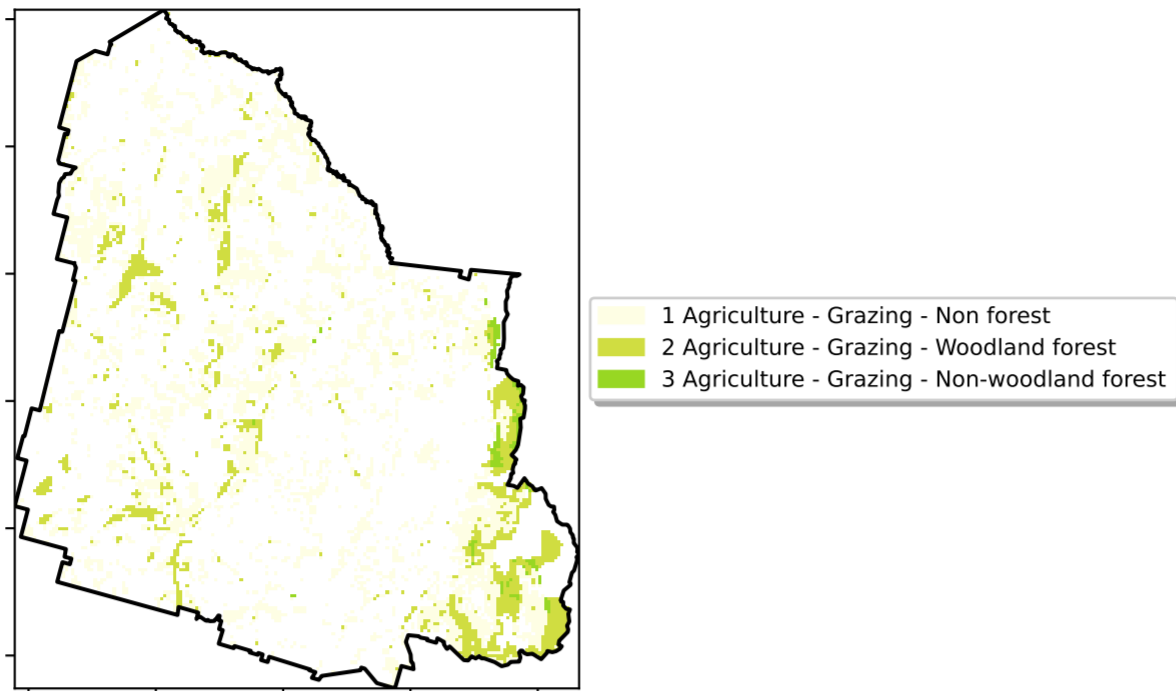 1 Agriculture - Grazing - Non forest
2 Agriculture - Grazing - Woodland forest
3 Agriculture - Grazing - Non-woodland forest